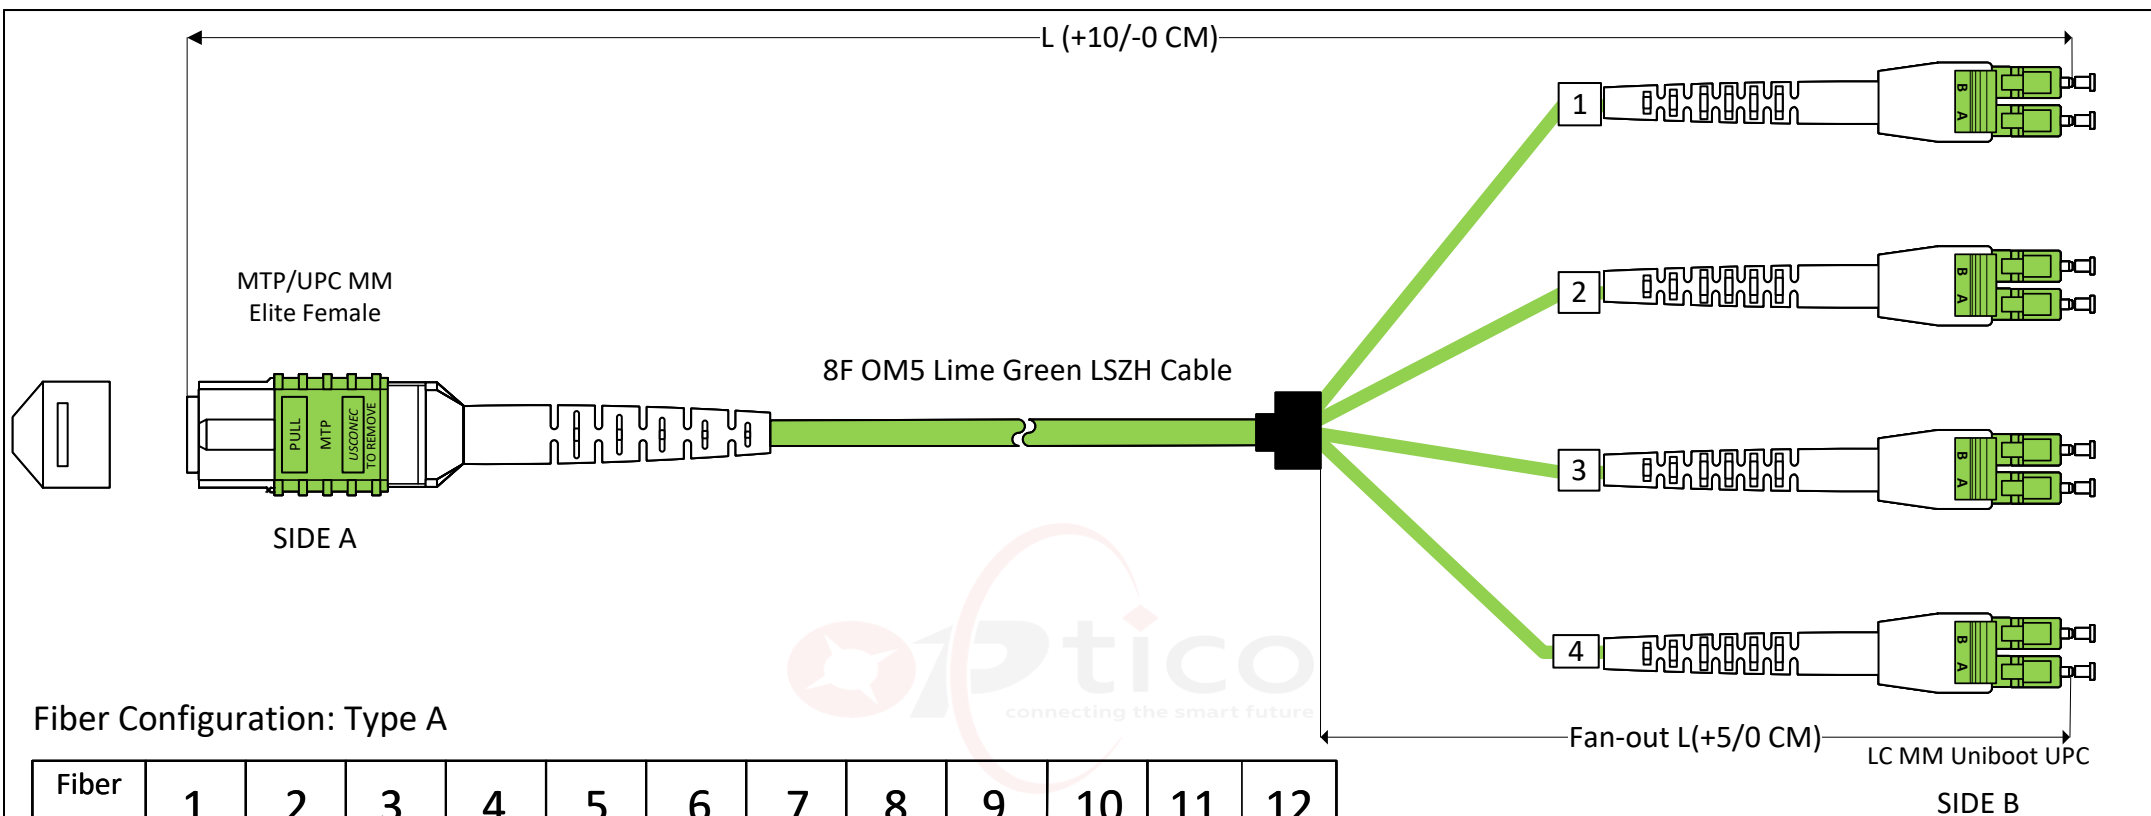 L (+10/-0 CM)
1
B
A
MTP/UPC MM
Elite Female
2
B
A
8F OM5 Lime Green LSZH Cable
PULL
MTP
USCONEC
TO REMOVE
3
B
A
SIDE A
4
B
A
OPtico
connecting the smart future
Fiber Configuration: Type A
Fan-out L(+5/0 CM)
LC MM Uniboot UPC
SIDE B
Fiber 1 2 3 4 5 6 7 8 9 10 11 12